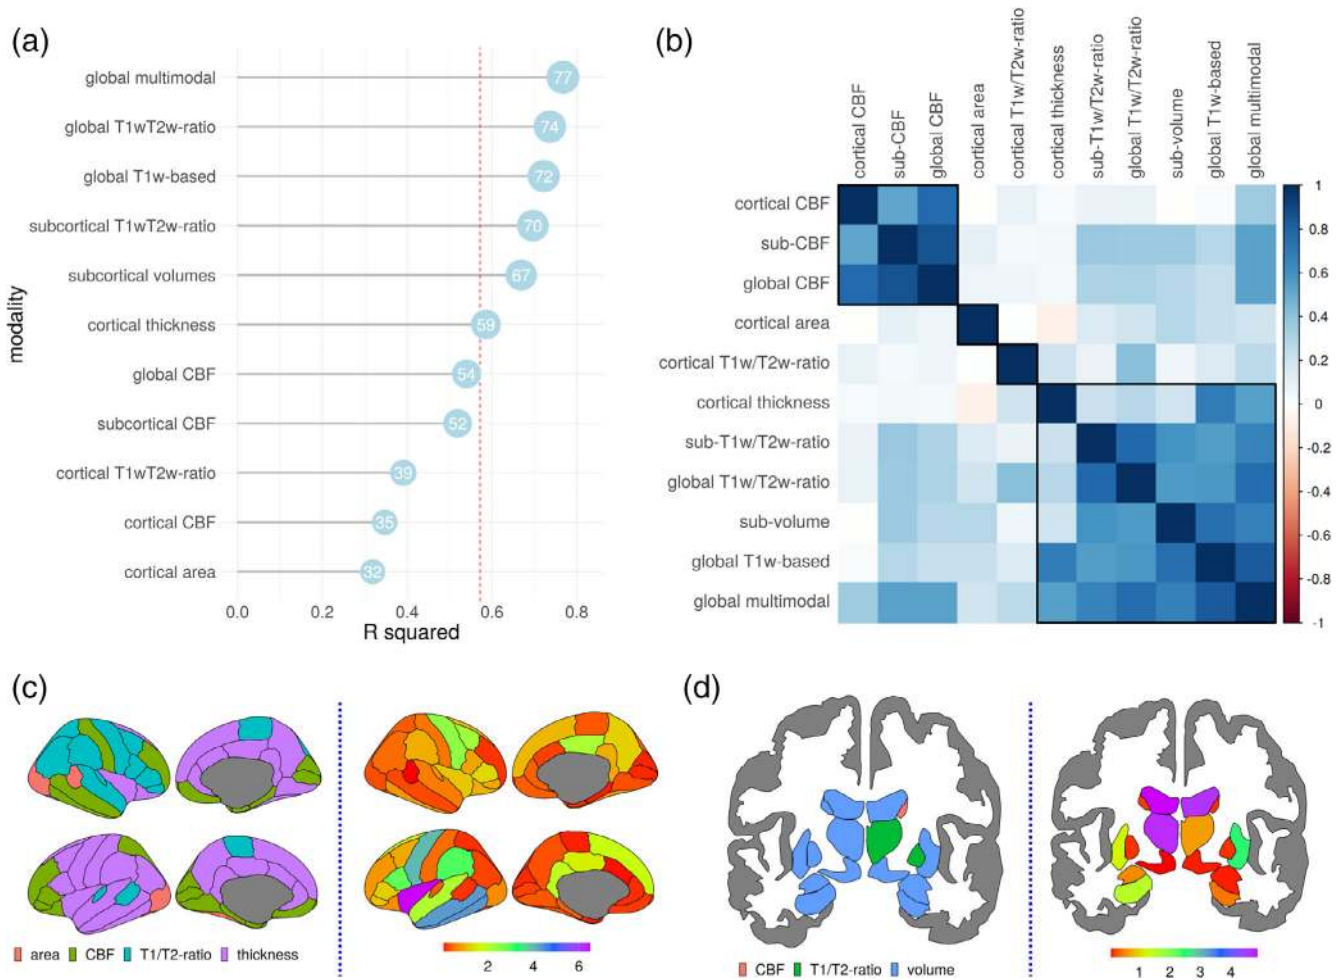 (a)
modality
global multimodal
77
global T1wT2w-ratio
74
global T1w-based
72
subcortical T1wT2w-ratio
70
subcortical volumes
67
cortical thickness
59
global CBF
54
subcortical CBF
52
cortical T1wT2w-ratio
39
cortical CBF
35
cortical area
32
0.0 0.2 0.4 0.6 0.8
R squared
(b)
cortical CBF
sub-CBF
global CBF
cortical area
cortical T1w/T2w-ratio
cortical thickness
sub-T1w/T2w-ratio
global T1w/T2w-ratio
sub-volume
global T1w-based
global multimodal
cortical CBF
sub-CBF
global CBF
cortical area
cortical T1w/T2w-ratio
cortical thickness
sub-T1w/T2w-ratio
global T1w/T2w-ratio
sub-volume
global T1w-based
global multimodal
1
0.8
0.6
0.4
0.2
0
-0.2
-0.4
-0.6
-0.8
-1
(c)
area CBF T1/T2-ratio thickness
2 4 6
(d)
CBF T1/T2-ratio volume
1 2 3 4